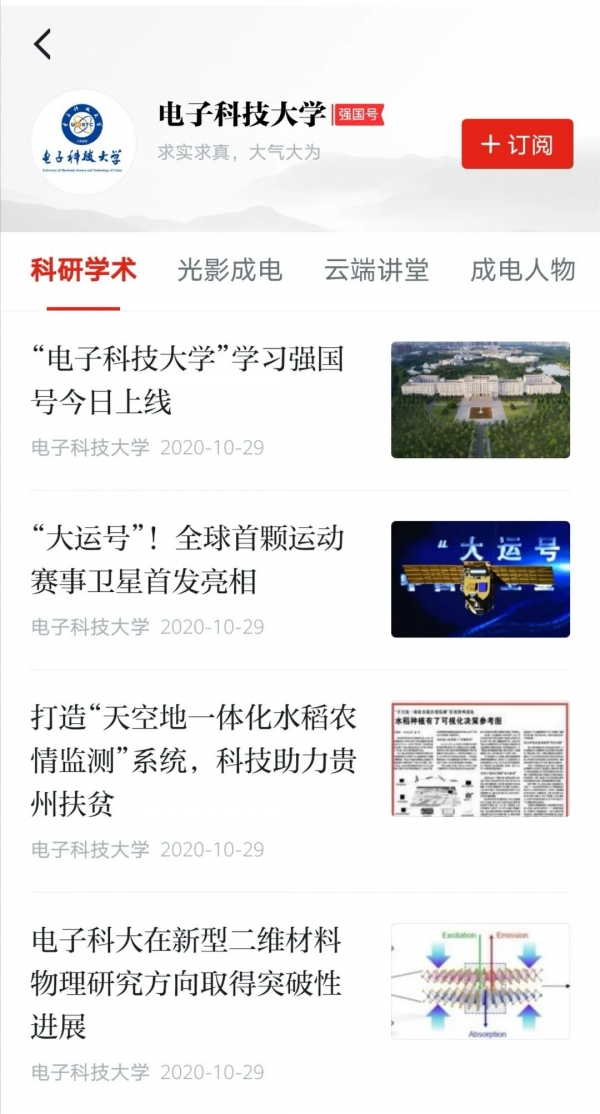 UESTC
1956
电子科技大学
University of Electronic Science and Technology of China
电子科技大学
强国号
求实求真，大气大为
+ 订阅
科研学术
光影成电
云端讲堂
成电人物
“电子科技大学”学习强国
号今日上线
电子科技大学 2020-10-29
“大运号”！全球首颗运动
赛事卫星首发亮相
电子科技大学 2020-10-29
“大运号
打造“天空地一体化水稻农
情监测”系统，科技助力贵
州扶贫
电子科技大学 2020-10-29
水稻种植有了可视化决策参考图
电子科大在新型二维材料
物理研究方向取得突破性
进展
电子科技大学 2020-10-29
Excitation
Emission
Absorption